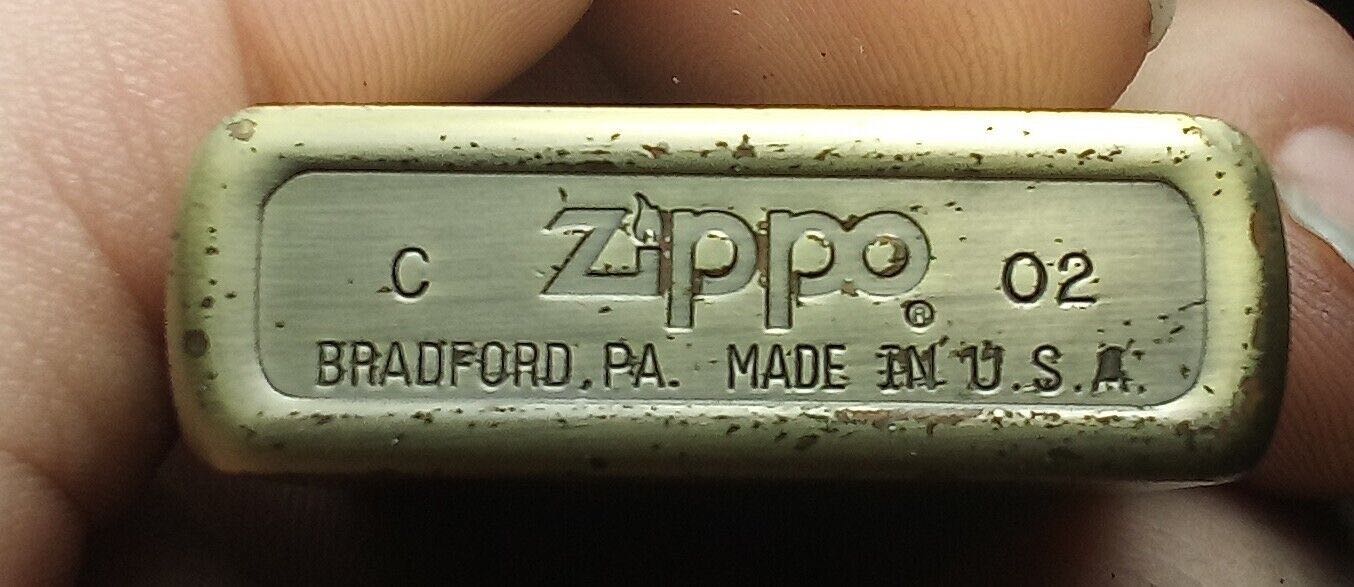 C Zippo ® 02
BRADFORD, PA. MADE IN U.S.A.